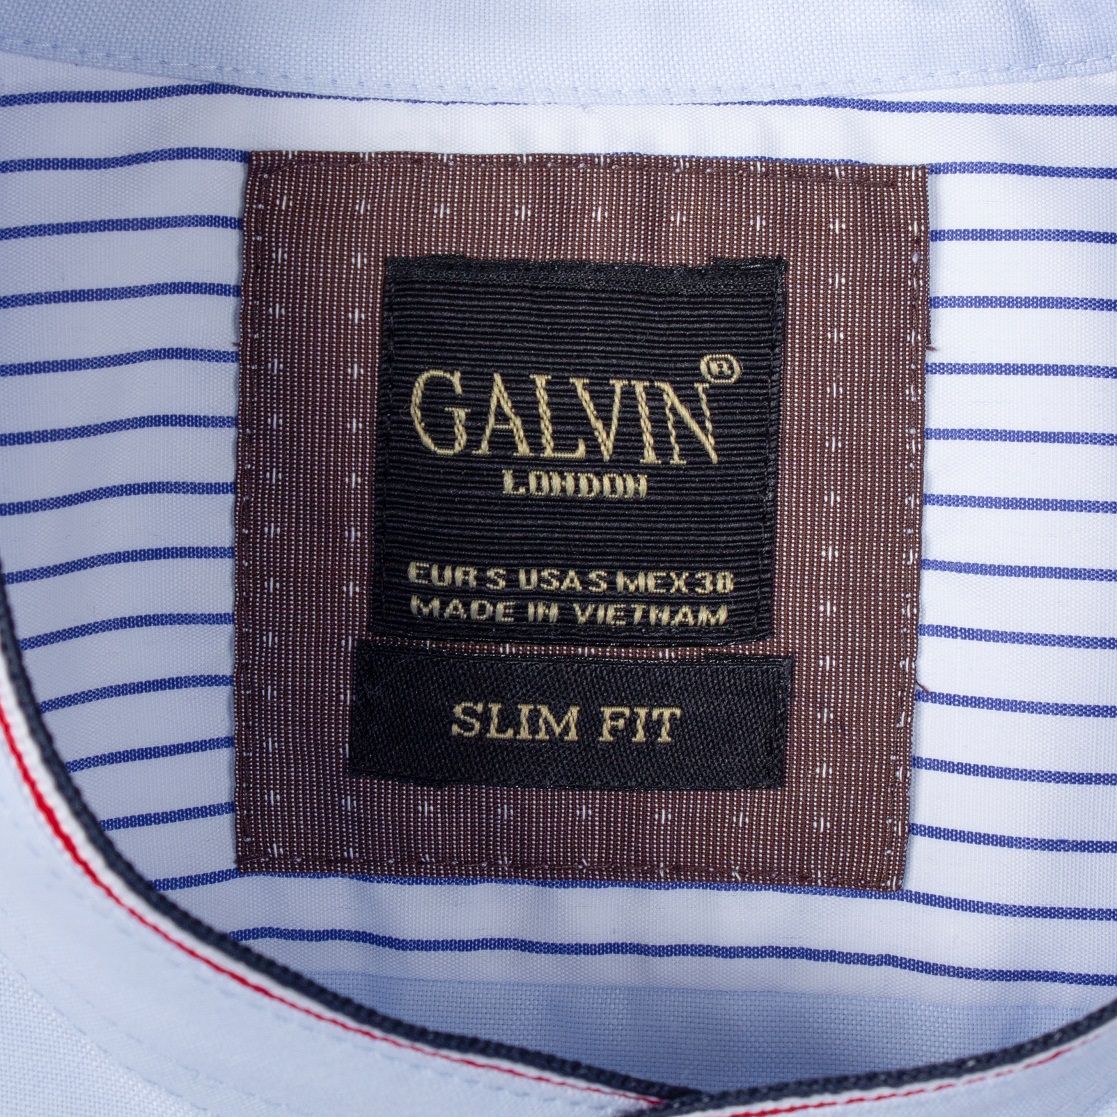 GALVIN®
LONDON
EUR S USA S MEX 38
MADE IN VIETNAM
SLIM FIT